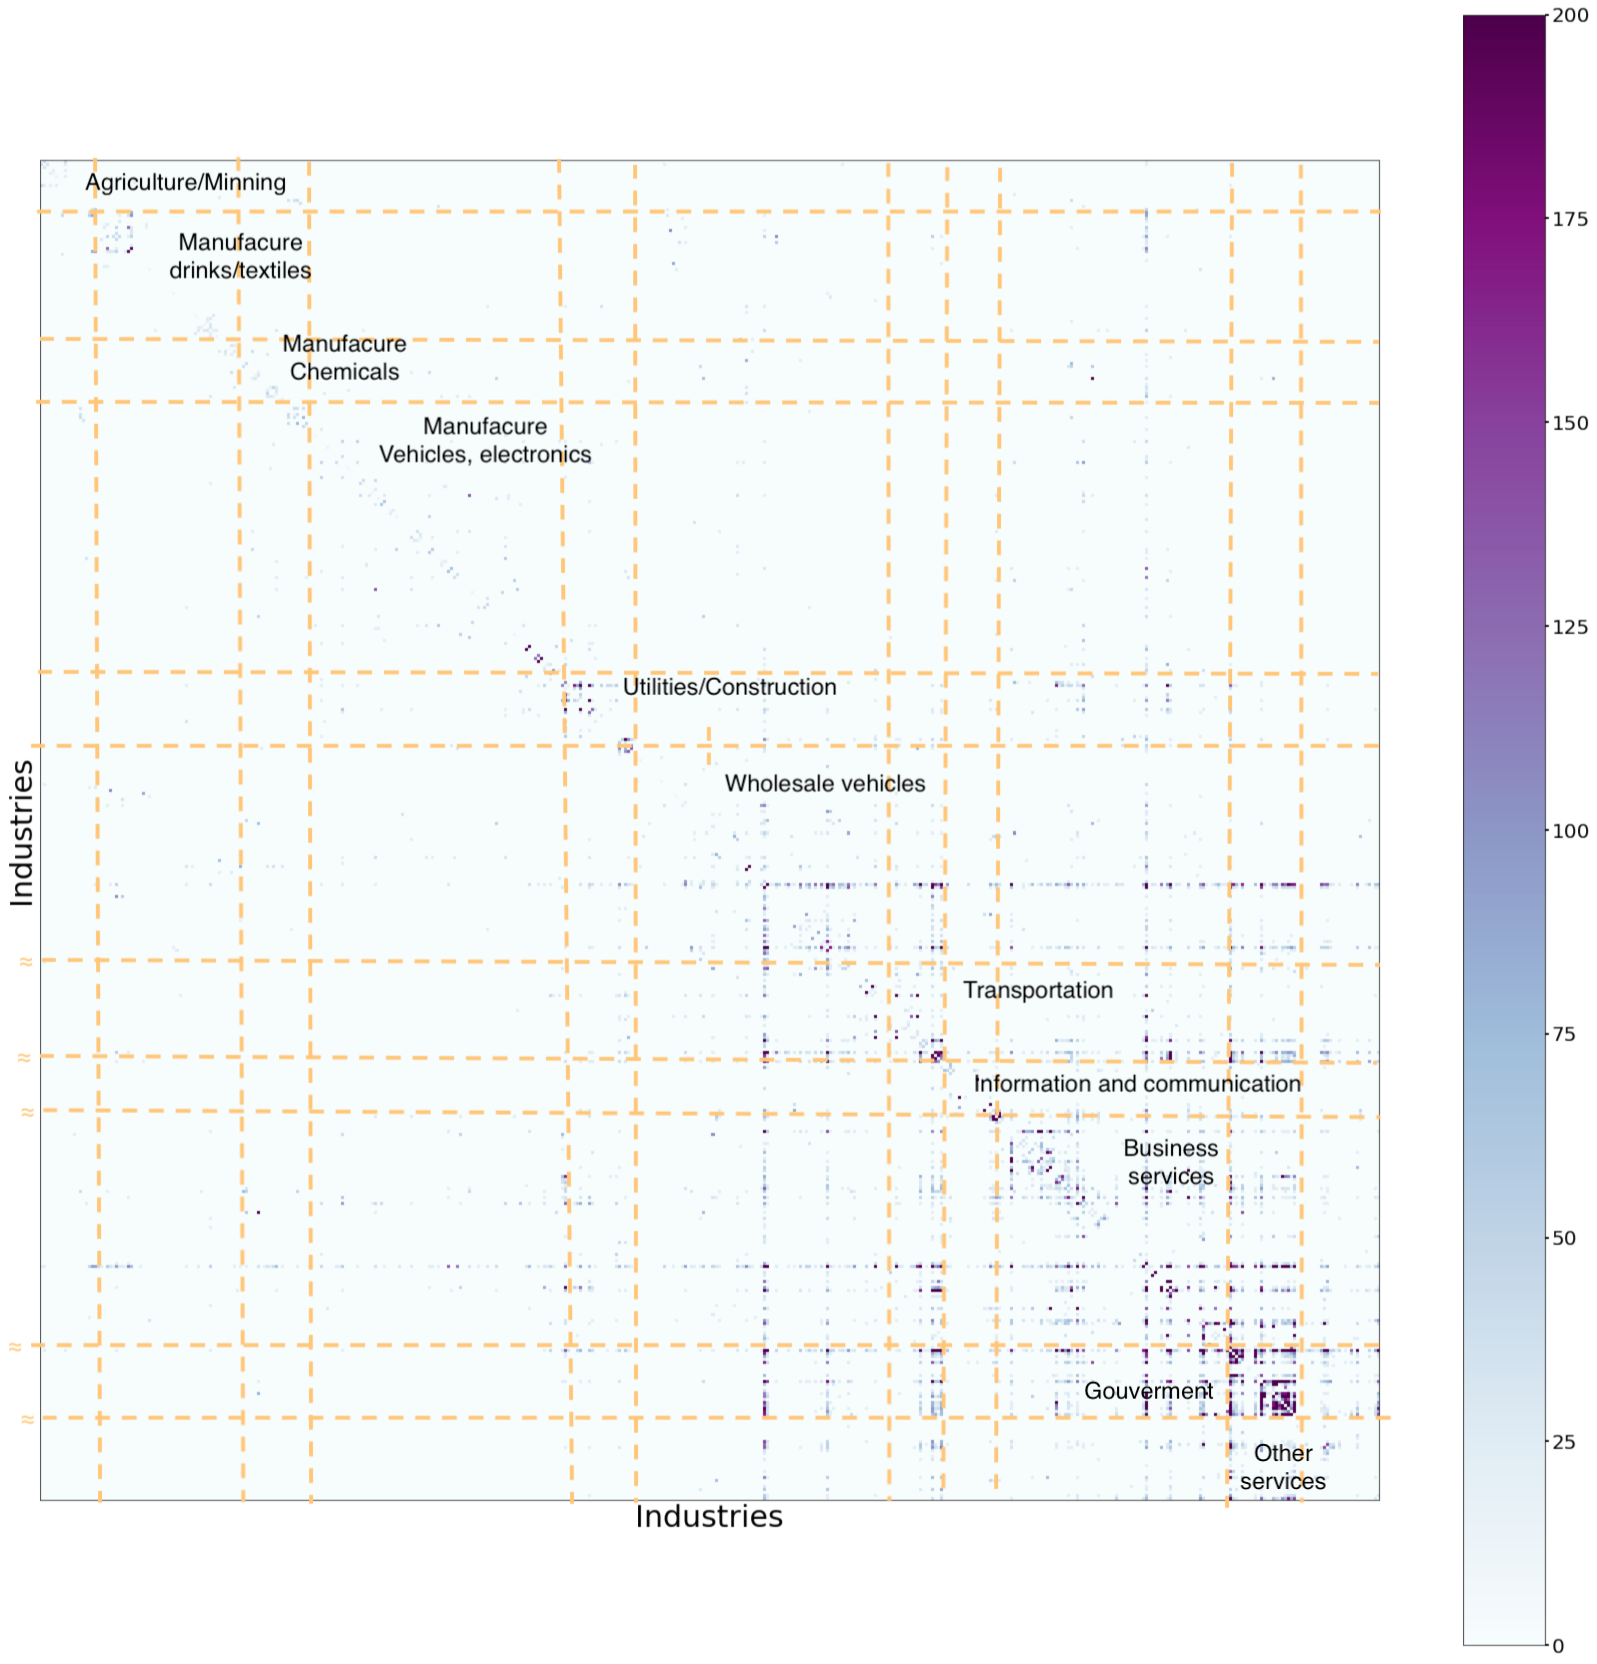 200
175
150
125
100
75
50
25
0
Agriculture/Minning
Manufacure
drinks/textiles
Manufacure
Chemicals
Manufacure
Vehicles, electronics
Utilities/Construction
Wholesale vehicles
Transportation
Information and communication
Business
services
Gouverment
Other
services
Industries
Industries